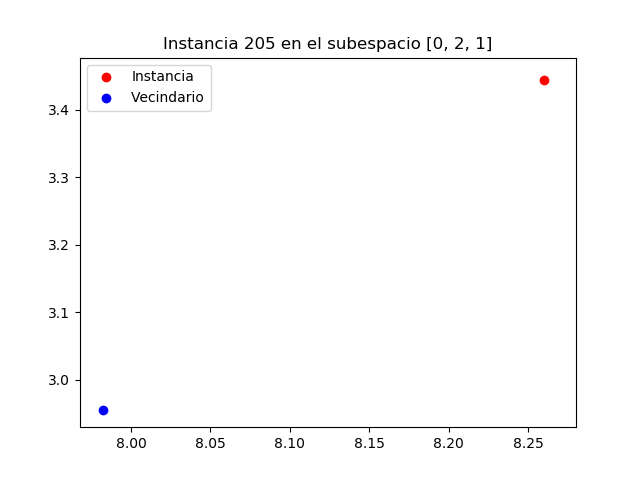 Instancia 205 en el subespacio [0, 2, 1]
Instancia
Vecindario
3.4
3.3
3.2
3.1
3.0
8.00 8.05 8.10 8.15 8.20 8.25